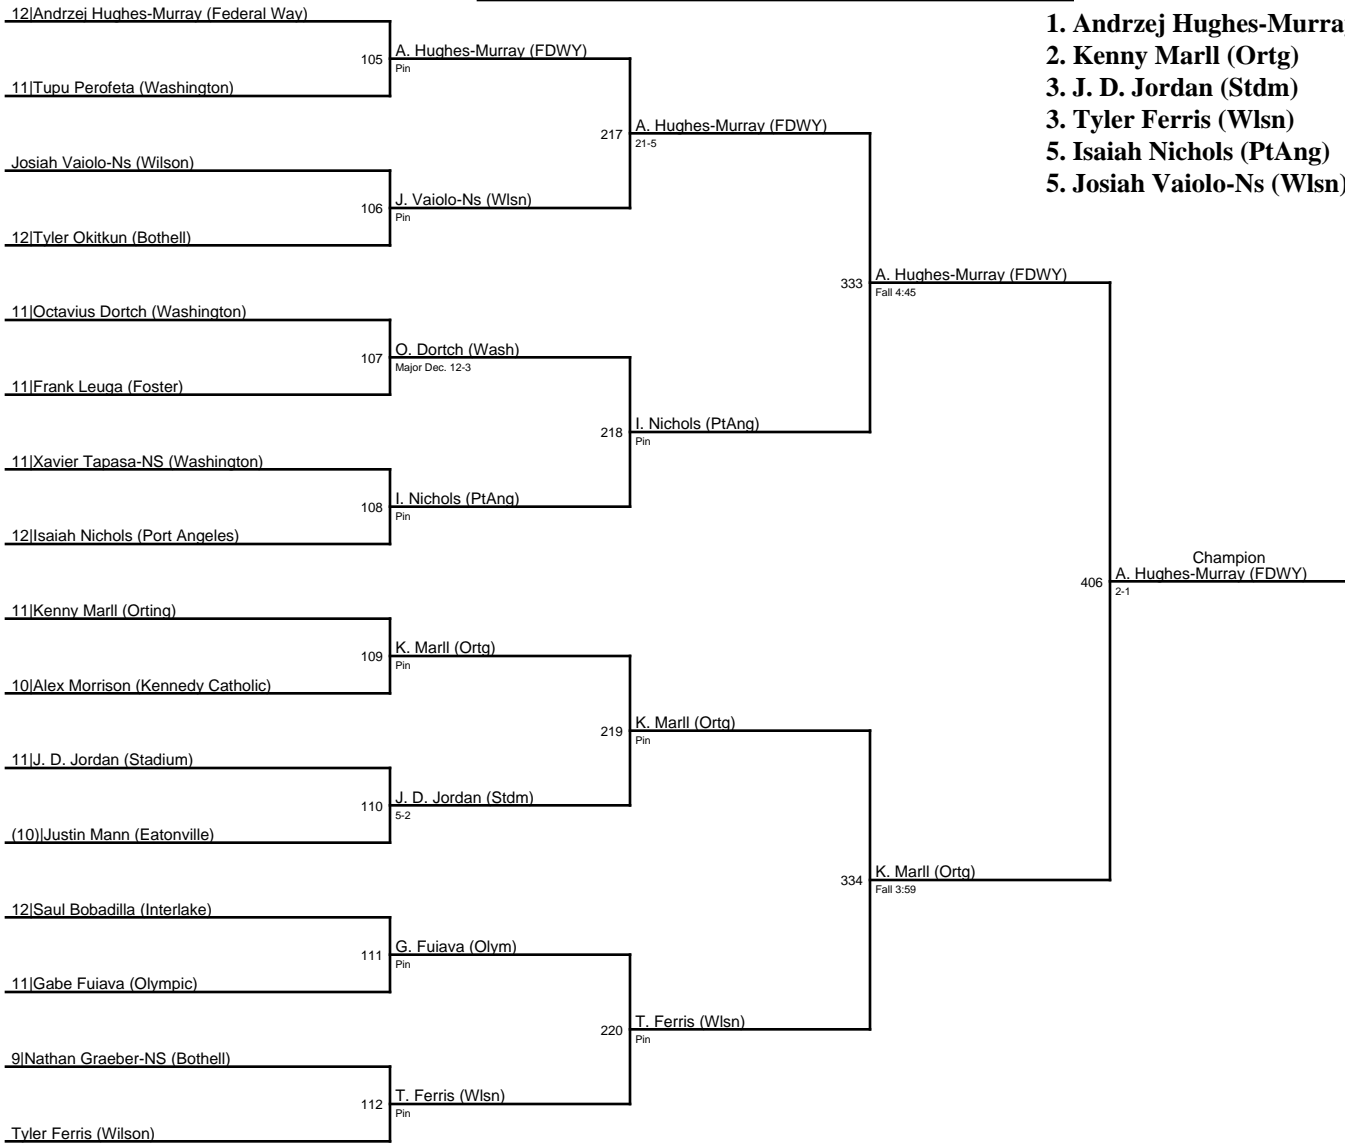 12|Andrzej Hughes-Murray (Federal Way)
105
A. Hughes-Murray (FDWY)
Pin
11|Tupu Perofeta (Washington)
217
A. Hughes-Murray (FDWY)
21-5
Josiah Vaiolo-Ns (Wilson)
106
J. Vaiolo-Ns (Wlsn)
Pin
12|Tyler Okitkun (Bothell)
333
A. Hughes-Murray (FDWY)
Fall 4:45
11|Octavius Dortch (Washington)
107
O. Dortch (Wash)
Major Dec. 12-3
11|Frank Leuga (Foster)
218
I. Nichols (PtAng)
Pin
11|Xavier Tapasa-NS (Washington)
108
I. Nichols (PtAng)
Pin
12|Isaiah Nichols (Port Angeles)
406
Champion
A. Hughes-Murray (FDWY)
2-1
11|Kenny Marll (Orting)
109
K. Marll (Ortg)
Pin
10|Alex Morrison (Kennedy Catholic)
219
K. Marll (Ortg)
Pin
11|J. D. Jordan (Stadium)
110
J. D. Jordan (Stdm)
5-2
(10)|Justin Mann (Eatonville)
334
K. Marll (Ortg)
Fall 3:59
12|Saul Bobadilla (Interlake)
111
G. Fuiava (Olym)
Pin
11|Gabe Fuiava (Olympic)
220
T. Ferris (Wlsn)
Pin
9|Nathan Graeber-NS (Bothell)
112
T. Ferris (Wlsn)
Pin
Tyler Ferris (Wilson)
1. Andrzej Hughes-Murray
2. Kenny Marll (Ortg)
3. J. D. Jordan (Stdm)
3. Tyler Ferris (Wlsn)
5. Isaiah Nichols (PtAng)
5. Josiah Vaiolo-Ns (Wlsn)